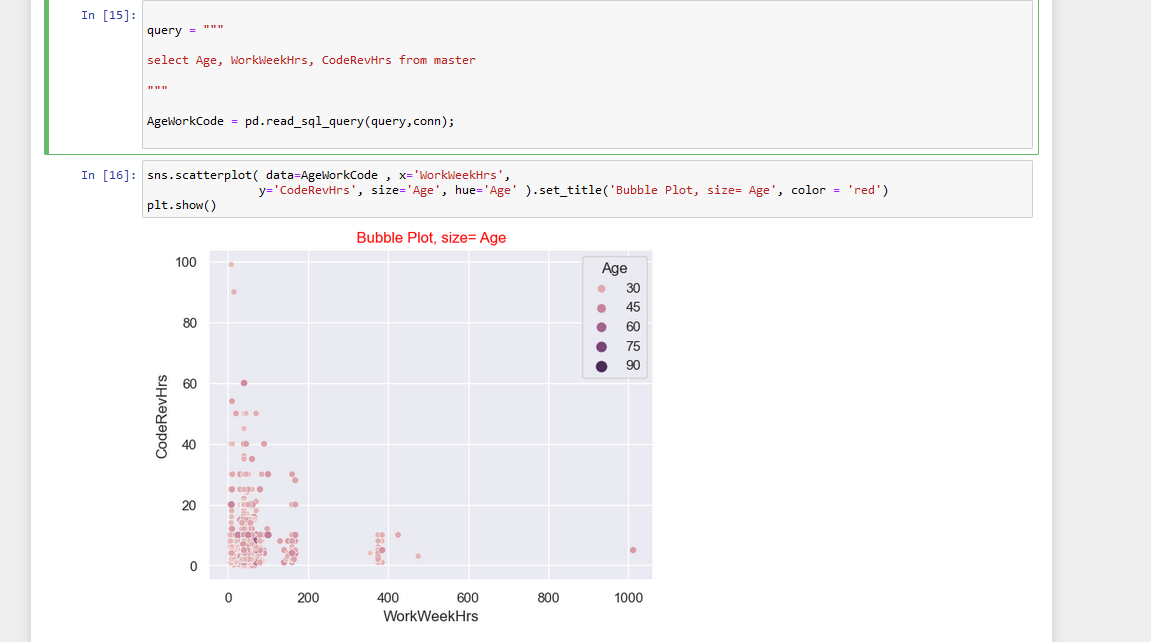 In [15]:
query = """
select Age, WorkWeekHrs, CodeRevHrs from master
"""
AgeWorkCode = pd.read_sql_query(query,conn);
In [16]:
sns.scatterplot( data=AgeWorkCode , x='WorkWeekHrs',
y='CodeRevHrs', size='Age', hue='Age' ).set_title('Bubble Plot, size= Age', color = 'red')
plt.show()
Bubble Plot, size= Age
100
80
60
40
20
0
CodeRevHrs
Age
30
45
60
75
90
0 200 400 600 800 1000
WorkWeekHrs